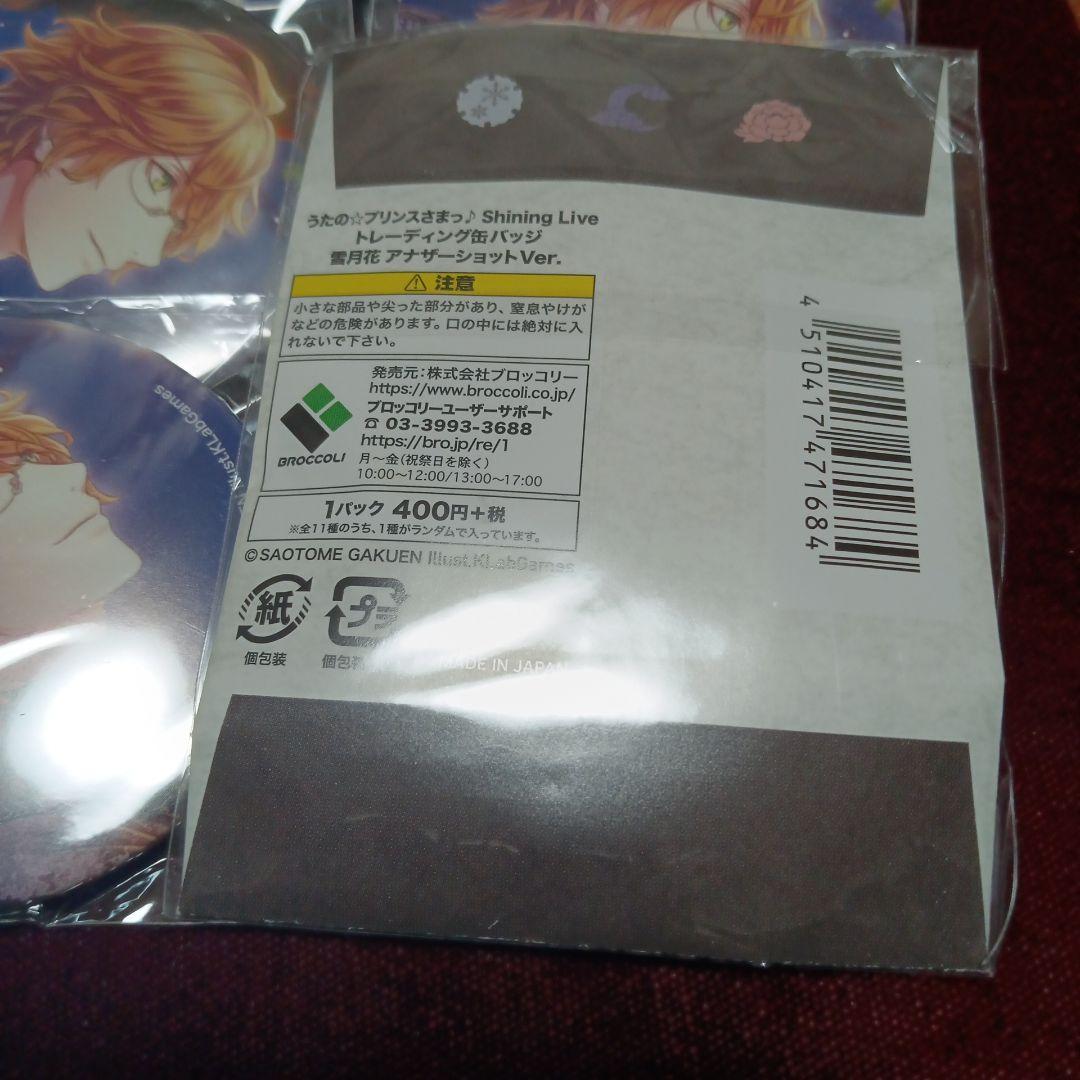 うたの☆プリンスさまっ♪ Shining Live
トレーディング缶バッジ
雪月花 アナザーショットVer.
⚠ 注意
小さな部品や尖った部分があり、窒息やけが
などの危険があります。口の中には絶対に入
れないで下さい。
発売元:株式会社ブロッコリー
https://www.broccoli.co.jp/
ブロッコリーユーザーサポート
☎ 03-3993-3688
https://bro.jp/re/1
月〜金(祝祭日を除く)
10:00〜12:00/13:00〜17:00
BROCCOLI
1パック 400円+税
※全11種のうち、1種がランダムで入っています。
©SAOTOME GAKUEN Illust.KLabGames
紙
個包装
プラ
個包装
MADE IN JAPAN
4510417471684
Illust.KLabGames